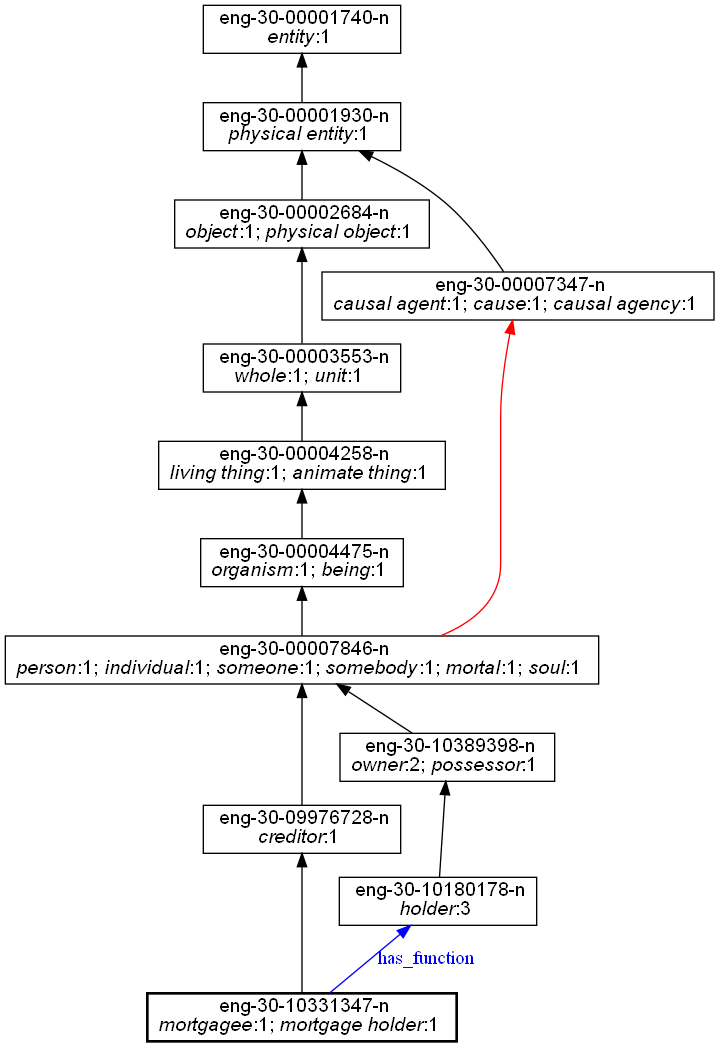 eng-30-00001740-n
entity:1
eng-30-00001930-n
physical entity:1
eng-30-00002684-n
object:1; physical object:1
eng-30-00007347-n
causal agent:1; cause:1; causal agency:1
eng-30-00003553-n
whole:1; unit:1
eng-30-00004258-n
living thing:1; animate thing:1
eng-30-00004475-n
organism:1; being:1
eng-30-00007846-n
person:1; individual:1; someone:1; somebody:1; mortal:1; soul:1
eng-30-10389398-n
owner:2; possessor:1
eng-30-09976728-n
creditor:1
eng-30-10180178-n
holder:3
has_function
eng-30-10331347-n
mortgagee:1; mortgage holder:1